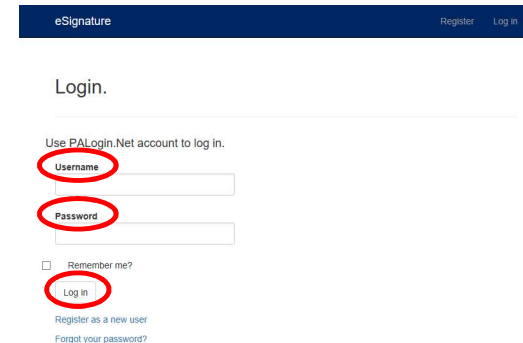 eSignature Register Log in
Login.
Use PALogin.Net account to log in.
Username
Password
Remember me?
Log in
Register as a new user
Forgot your password?